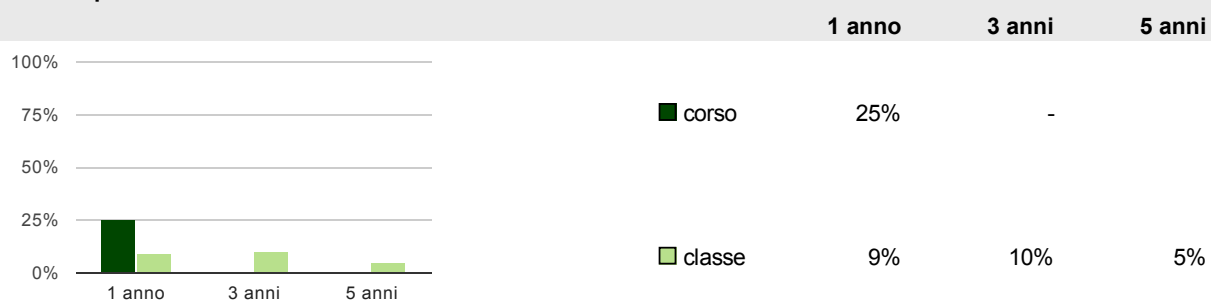 1 anno 3 anni 5 anni
100%
75%
50%
25%
0%
1 anno 3 anni 5 anni
corso 25% -
classe 9% 10% 5%